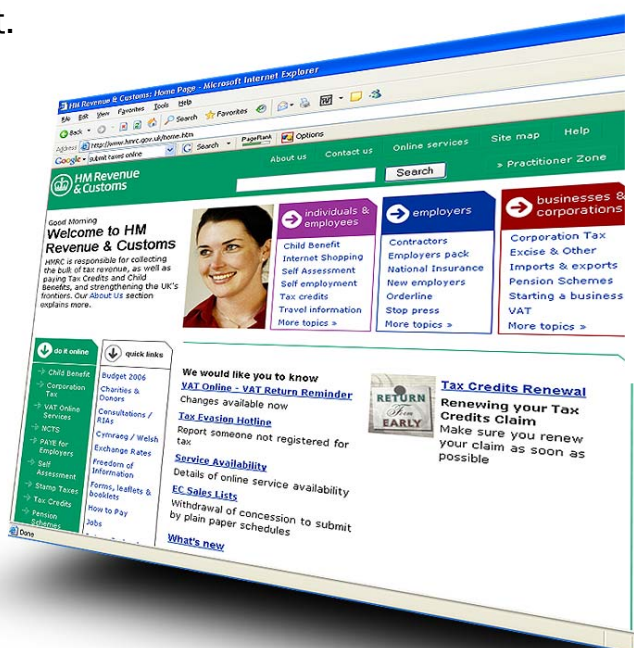 t.
HM Revenue & Customs: Home Page - Microsoft Internet Explorer
File Edit View Favorites Tools Help
Back Search Favorites
Address http://www.hmrc.gov.uk/home.htm
Google submit taxes online Search PageRank Options
HM Revenue
& Customs
About us Contact us Online services Site map Help
Search
» Practitioner Zone
Good Morning
Welcome to HM
Revenue & Customs
HMRC is responsible for collecting
the bulk of tax revenue, as well as
paying Tax Credits and Child
Benefits, and strengthening the UK's
frontiers. Our About Us section
explains more.
individuals &
employees
Child Benefit
Internet Shopping
Self Assessment
Self employment
Tax credits
Travel information
More topics »
employers
Contractors
Employers pack
National Insurance
New employers
Orderline
Stop press
More topics »
businesses &
corporations
Corporation Tax
Excise & Other
Imports & exports
Pension Schemes
Starting a business
VAT
More topics »
do it online
Child Benefit
Corporation
Tax
VAT Online
Services
NCTS
PAYE for
Employers
Self
Assessment
Stamp Taxes
Tax Credits
Pension
Schemes
quick links
Budget 2006
Charities &
Donors
Consultations /
RIAs
Cymraeg / Welsh
Exchange Rates
Freedom of
Information
Forms, leaflets &
booklets
How to Pay
Jobs
We would like you to know
VAT Online - VAT Return Reminder
Changes available now
Tax Evasion Hotline
Report someone not registered for
tax
Service Availability
Details of online service availability
EC Sales Lists
Withdrawal of concession to submit
by plain paper schedules
What's new
RETURN
Form
EARLY
Tax Credits Renewal
Renewing your Tax
Credits Claim
Make sure you renew
your claim as soon as
possible
Done